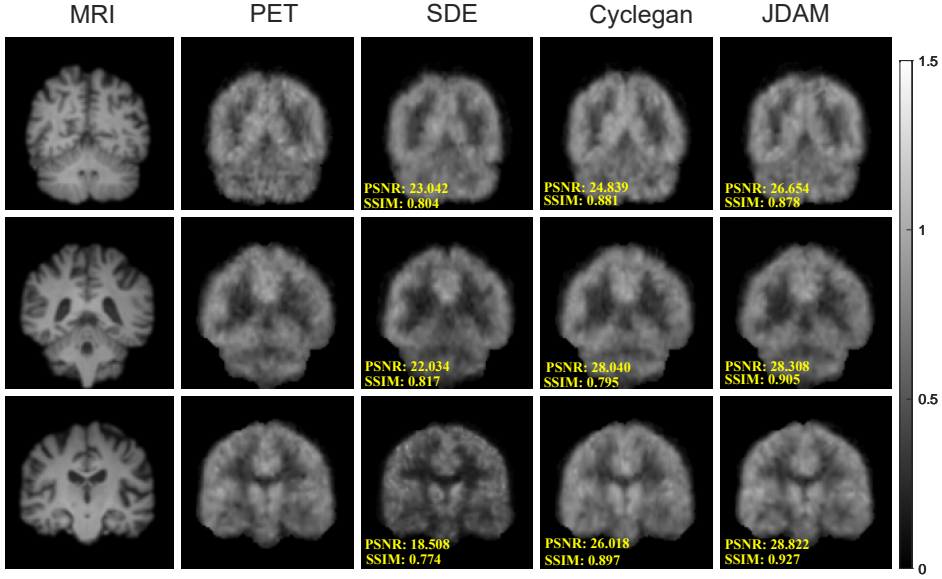 MRI
PET
SDE
Cyclegan
JDAM
1.5
PSNR: 23.042
SSIM: 0.804
PSNR: 24.839
SSIM: 0.881
PSNR: 26.654
SSIM: 0.878
1
PSNR: 22.034
SSIM: 0.817
PSNR: 28.040
SSIM: 0.795
PSNR: 28.308
SSIM: 0.905
0.5
PSNR: 18.508
SSIM: 0.774
PSNR: 26.018
SSIM: 0.897
PSNR: 28.822
SSIM: 0.927
0